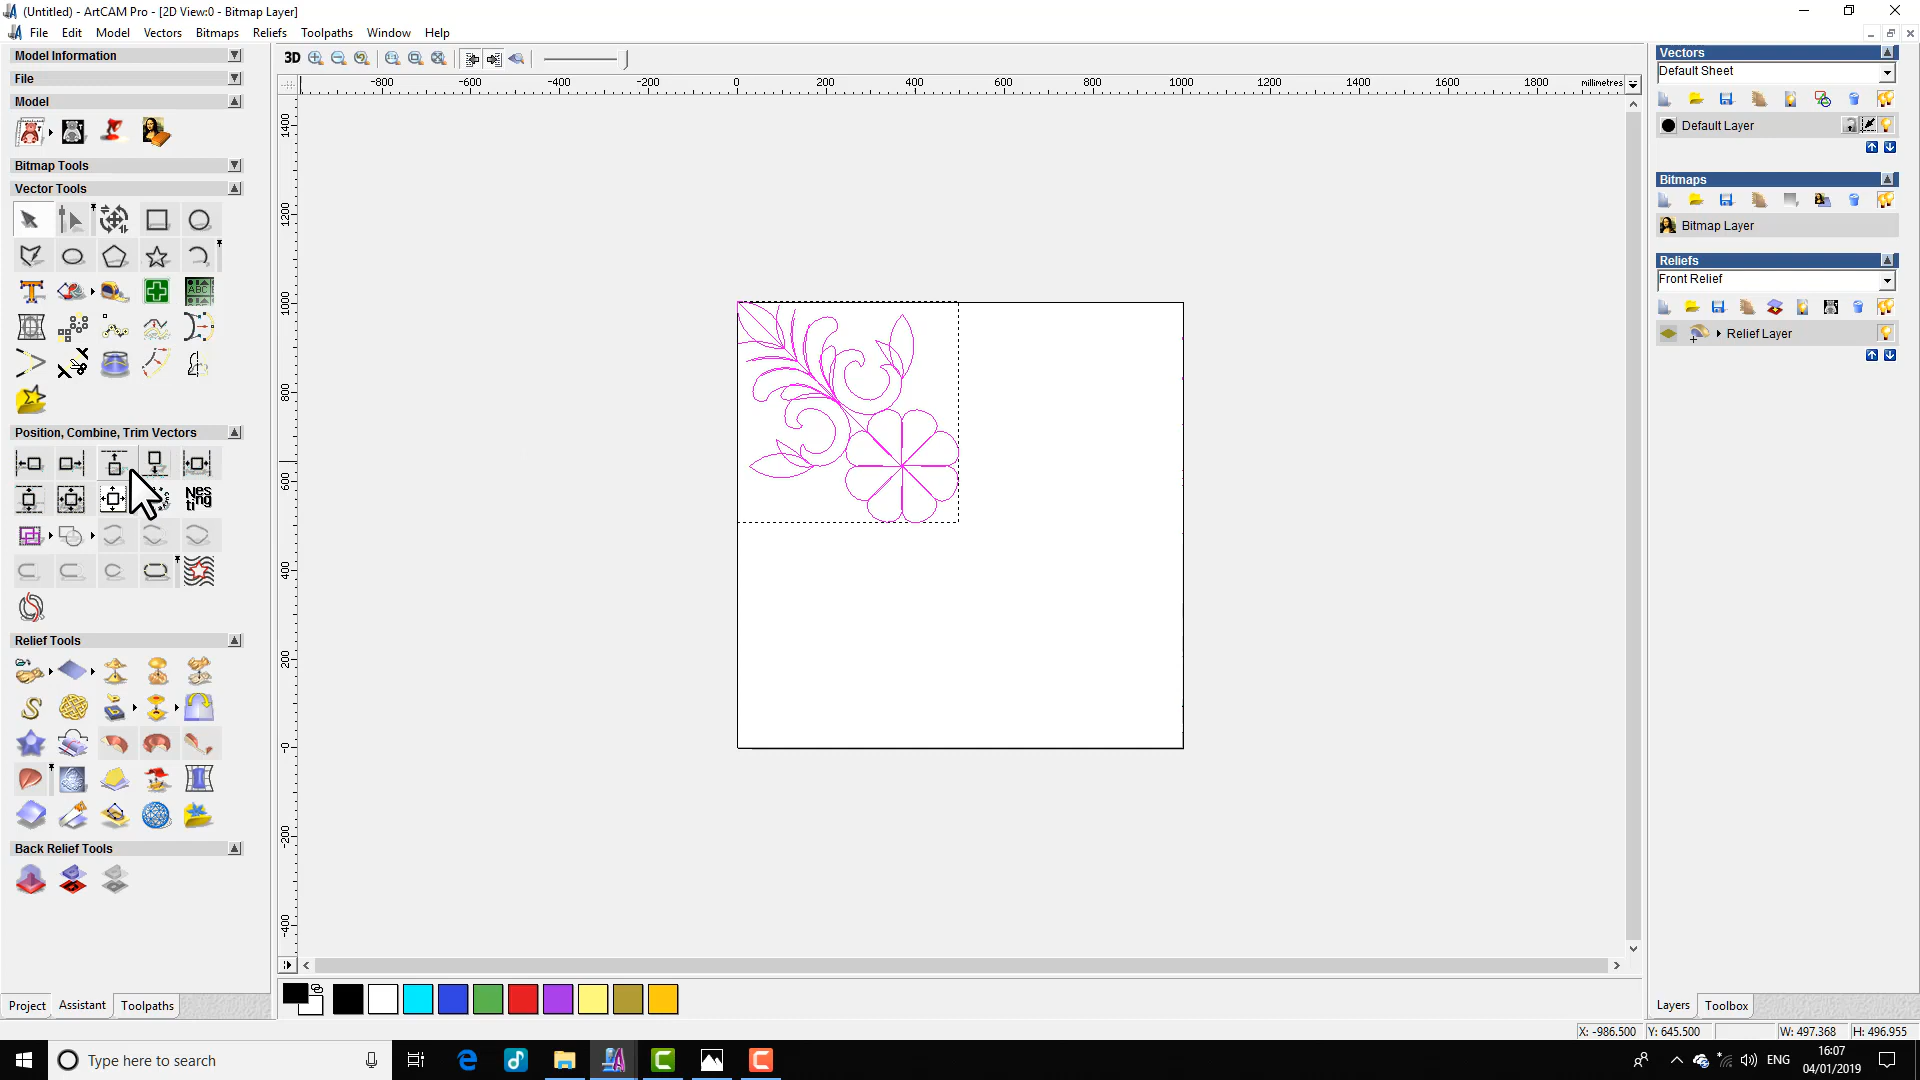 (Untitled) - ArtCAM Pro - [2D View:0 - Bitmap Layer]
File Edit Model Vectors Bitmaps Reliefs Toolpaths Window Help
Model Information
File
Model
Bitmap Tools
Vector Tools
ABC
ABC
Position, Combine, Trim Vectors
Nes
ting
Relief Tools
Back Relief Tools
Project Assistant Toolpaths
3D
-800 -600 -400 -200 0 200 400 600 800 1000 1200 1400 1600 1800 millimetres
1400
1200
1000
800
600
400
200
-0
-400
Vectors
Default Sheet
Default Layer
Bitmaps
Bitmap Layer
Reliefs
Front Relief
Relief Layer
Layers Toolbox
X: -986.500 Y: 645.500 W: 497.368 H: 496.955
Type here to search
ENG
16:07
04/01/2019